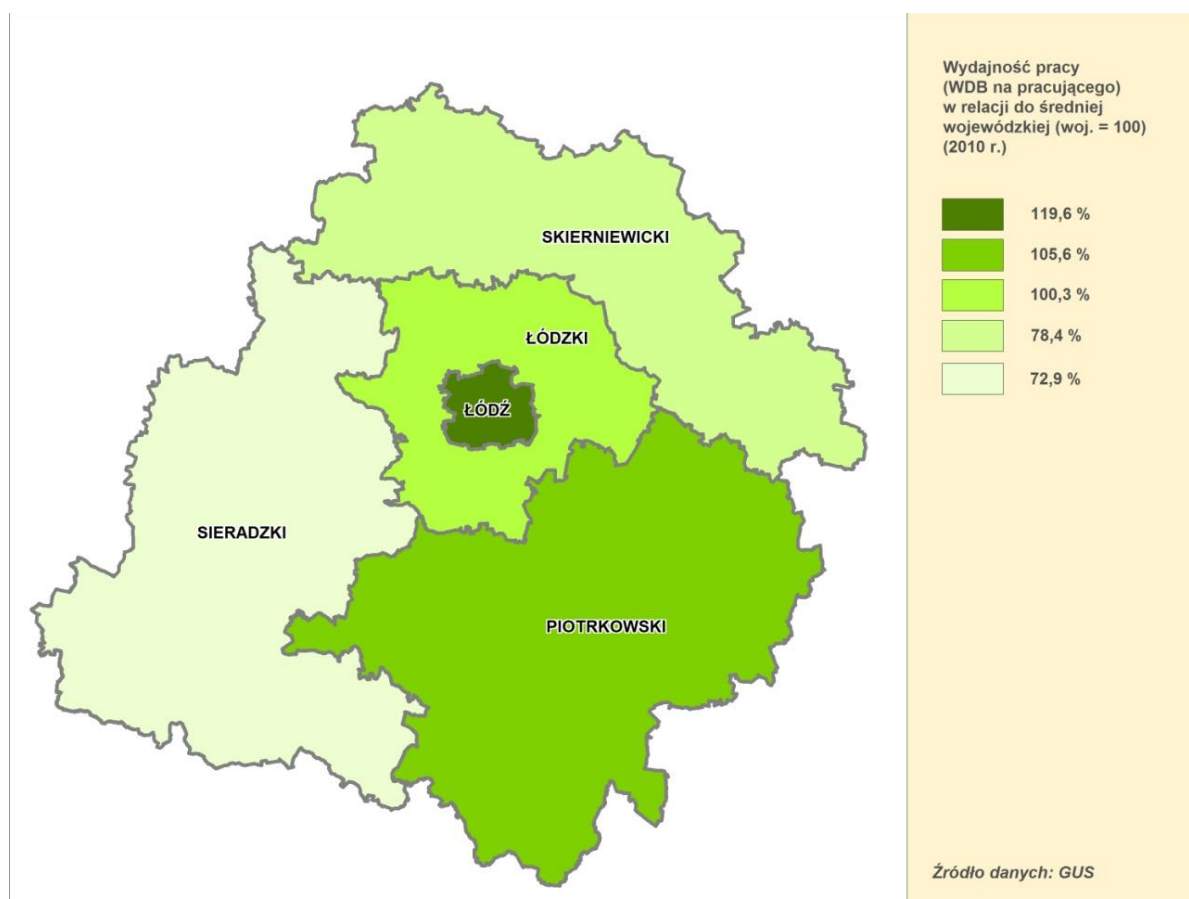 Wydajność pracy
(WDB na pracującego)
w relacji do średniej
wojewódzkiej (woj. = 100)
(2010 r.)
119,6 %
105,6 %
100,3 %
78,4 %
72,9 %
SKIERNIEWICKI
ŁÓDZKI
ŁÓDŹ
SIERADZKI
PIOTRKOWSKI
Źródło danych: GUS